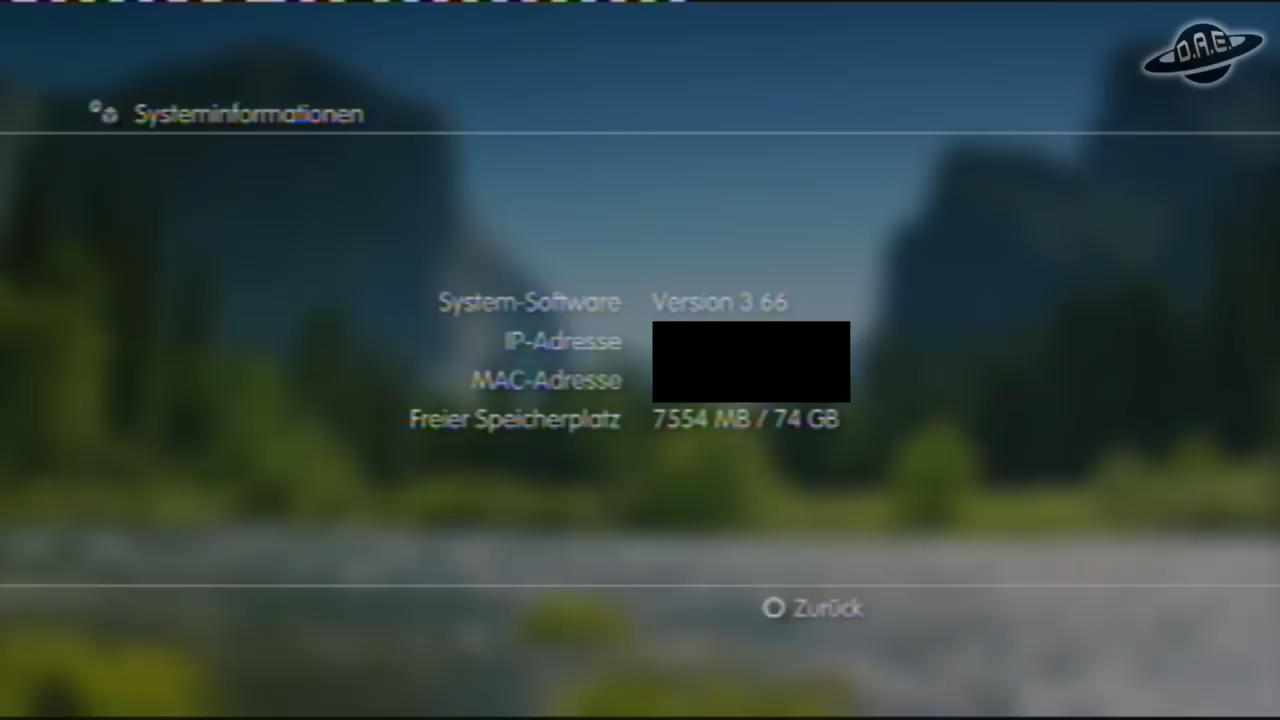 D.A.E.
Systeminformationen
System-Software Version 3.66
IP-Adresse
MAC-Adresse
Freier Speicherplatz 7554 MB / 74 GB
Zurück